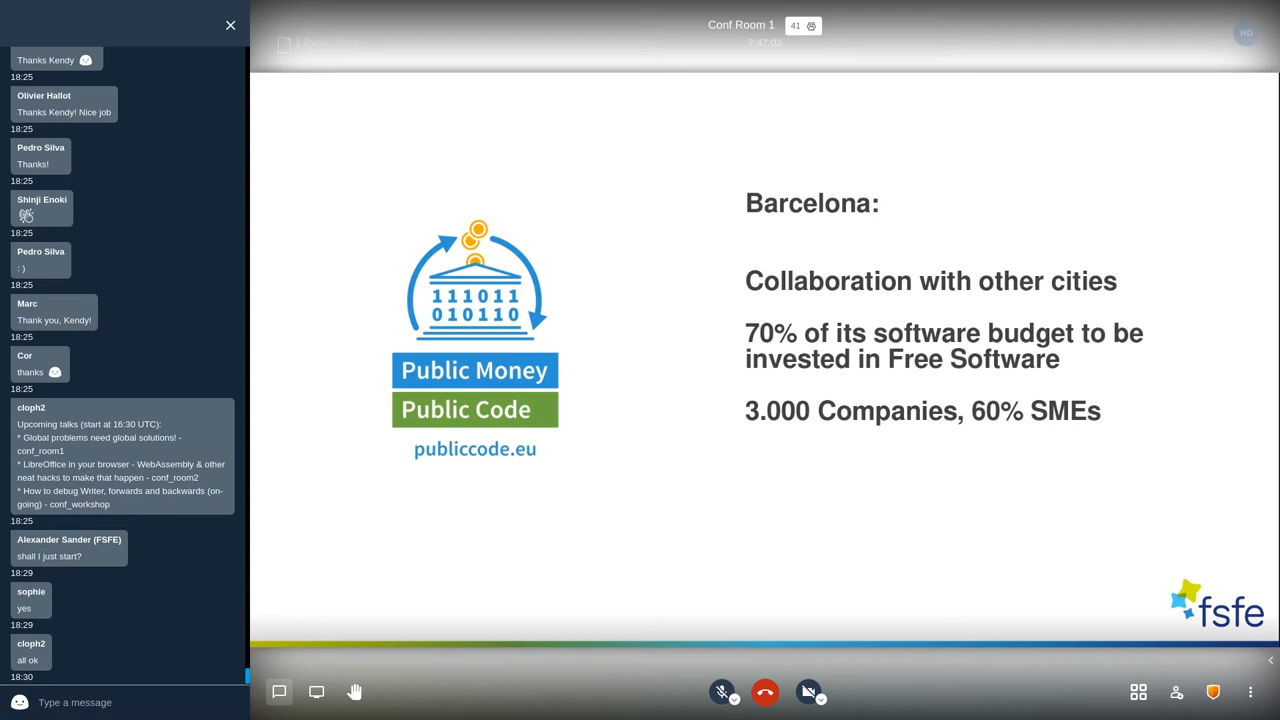 Thanks Kendy
18:25
Olivier Hallot
Thanks Kendy! Nice job
18:25
Pedro Silva
Thanks!
18:25
Shinji Enoki
18:25
Pedro Silva
: )
18:25
Marc
Thank you, Kendy!
18:25
Cor
thanks
18:25
cloph2
Upcoming talks (start at 16:30 UTC):
* Global problems need global solutions! -
conf_room1
* LibreOffice in your browser - WebAssembly & other
neat hacks to make that happen - conf_room2
* How to debug Writer, forwards and backwards (on-
going) - conf_workshop
18:25
Alexander Sander (FSFE)
shall I just start?
18:29
sophie
yes
18:29
cloph2
all ok
18:30
Type a message
Conf Room 1
41
7:47:03
LibreOffice
HD
111011
010110
Public Money
Public Code
publiccode.eu
Barcelona:
Collaboration with other cities
70% of its software budget to be
invested in Free Software
3.000 Companies, 60% SMEs
fsfe